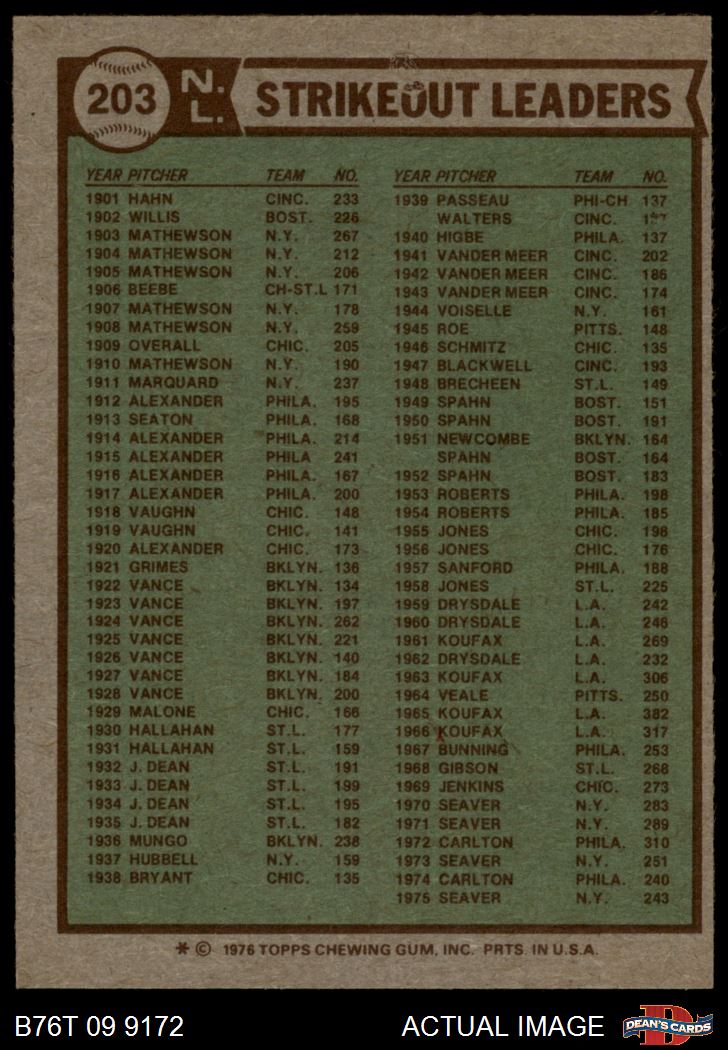 203 N.L. STRIKEOUT LEADERS
YEAR PITCHER TEAM NO.
1901 HAHN CINC. 233
1902 WILLIS BOST. 226
1903 MATHEWSON N.Y. 267
1904 MATHEWSON N.Y. 212
1905 MATHEWSON N.Y. 206
1906 BEEBE CH-ST.L 171
1907 MATHEWSON N.Y. 178
1908 MATHEWSON N.Y. 259
1909 OVERALL CHIC. 205
1910 MATHEWSON N.Y. 190
1911 MARQUARD N.Y. 237
1912 ALEXANDER PHILA. 195
1913 SEATON PHILA. 168
1914 ALEXANDER PHILA. 214
1915 ALEXANDER PHILA 241
1916 ALEXANDER PHILA. 167
1917 ALEXANDER PHILA. 200
1918 VAUGHN CHIC. 148
1919 VAUGHN CHIC. 141
1920 ALEXANDER CHIC. 173
1921 GRIMES BKLYN. 136
1922 VANCE BKLYN. 134
1923 VANCE BKLYN. 197
1924 VANCE BKLYN. 262
1925 VANCE BKLYN. 221
1926 VANCE BKLYN. 140
1927 VANCE BKLYN. 184
1928 VANCE BKLYN. 200
1929 MALONE CHIC. 166
1930 HALLAHAN ST.L. 177
1931 HALLAHAN ST.L. 159
1932 J. DEAN ST.L. 191
1933 J. DEAN ST.L. 199
1934 J. DEAN ST.L. 195
1935 J. DEAN ST.L. 182
1936 MUNGO BKLYN. 238
1937 HUBBELL N.Y. 159
1938 BRYANT CHIC. 135
YEAR PITCHER TEAM NO.
1939 PASSEAU PHI-CH 137
WALTERS CINC.
1940 HIGBE PHILA. 137
1941 VANDER MEER CINC. 202
1942 VANDER MEER CINC. 186
1943 VANDER MEER CINC. 174
1944 VOISELLE N.Y. 161
1945 ROE PITTS. 148
1946 SCHMITZ CHIC. 135
1947 BLACKWELL CINC. 193
1948 BRECHEEN ST.L. 149
1949 SPAHN BOST. 151
1950 SPAHN BOST. 191
1951 NEWCOMBE BKLYN. 164
SPAHN BOST. 164
1952 SPAHN BOST. 183
1953 ROBERTS PHILA. 198
1954 ROBERTS PHILA. 185
1955 JONES CHIC. 198
1956 JONES CHIC. 176
1957 SANFORD PHILA. 188
1958 JONES ST.L. 225
1959 DRYSDALE L.A. 242
1960 DRYSDALE L.A. 246
1961 KOUFAX L.A. 269
1962 DRYSDALE L.A. 232
1963 KOUFAX L.A. 306
1964 VEALE PITTS. 250
1965 KOUFAX L.A. 382
1966 KOUFAX L.A. 317
1967 BUNNING PHILA. 253
1968 GIBSON ST.L. 268
1969 JENKINS CHIC. 273
1970 SEAVER N.Y. 283
1971 SEAVER N.Y. 289
1972 CARLTON PHILA. 310
1973 SEAVER N.Y. 251
1974 CARLTON PHILA. 240
1975 SEAVER N.Y. 243
* © 1976 TOPPS CHEWING GUM, INC. PRTS. IN U.S.A.
B76T 09 9172 ACTUAL IMAGE D DEAN'S CARDS